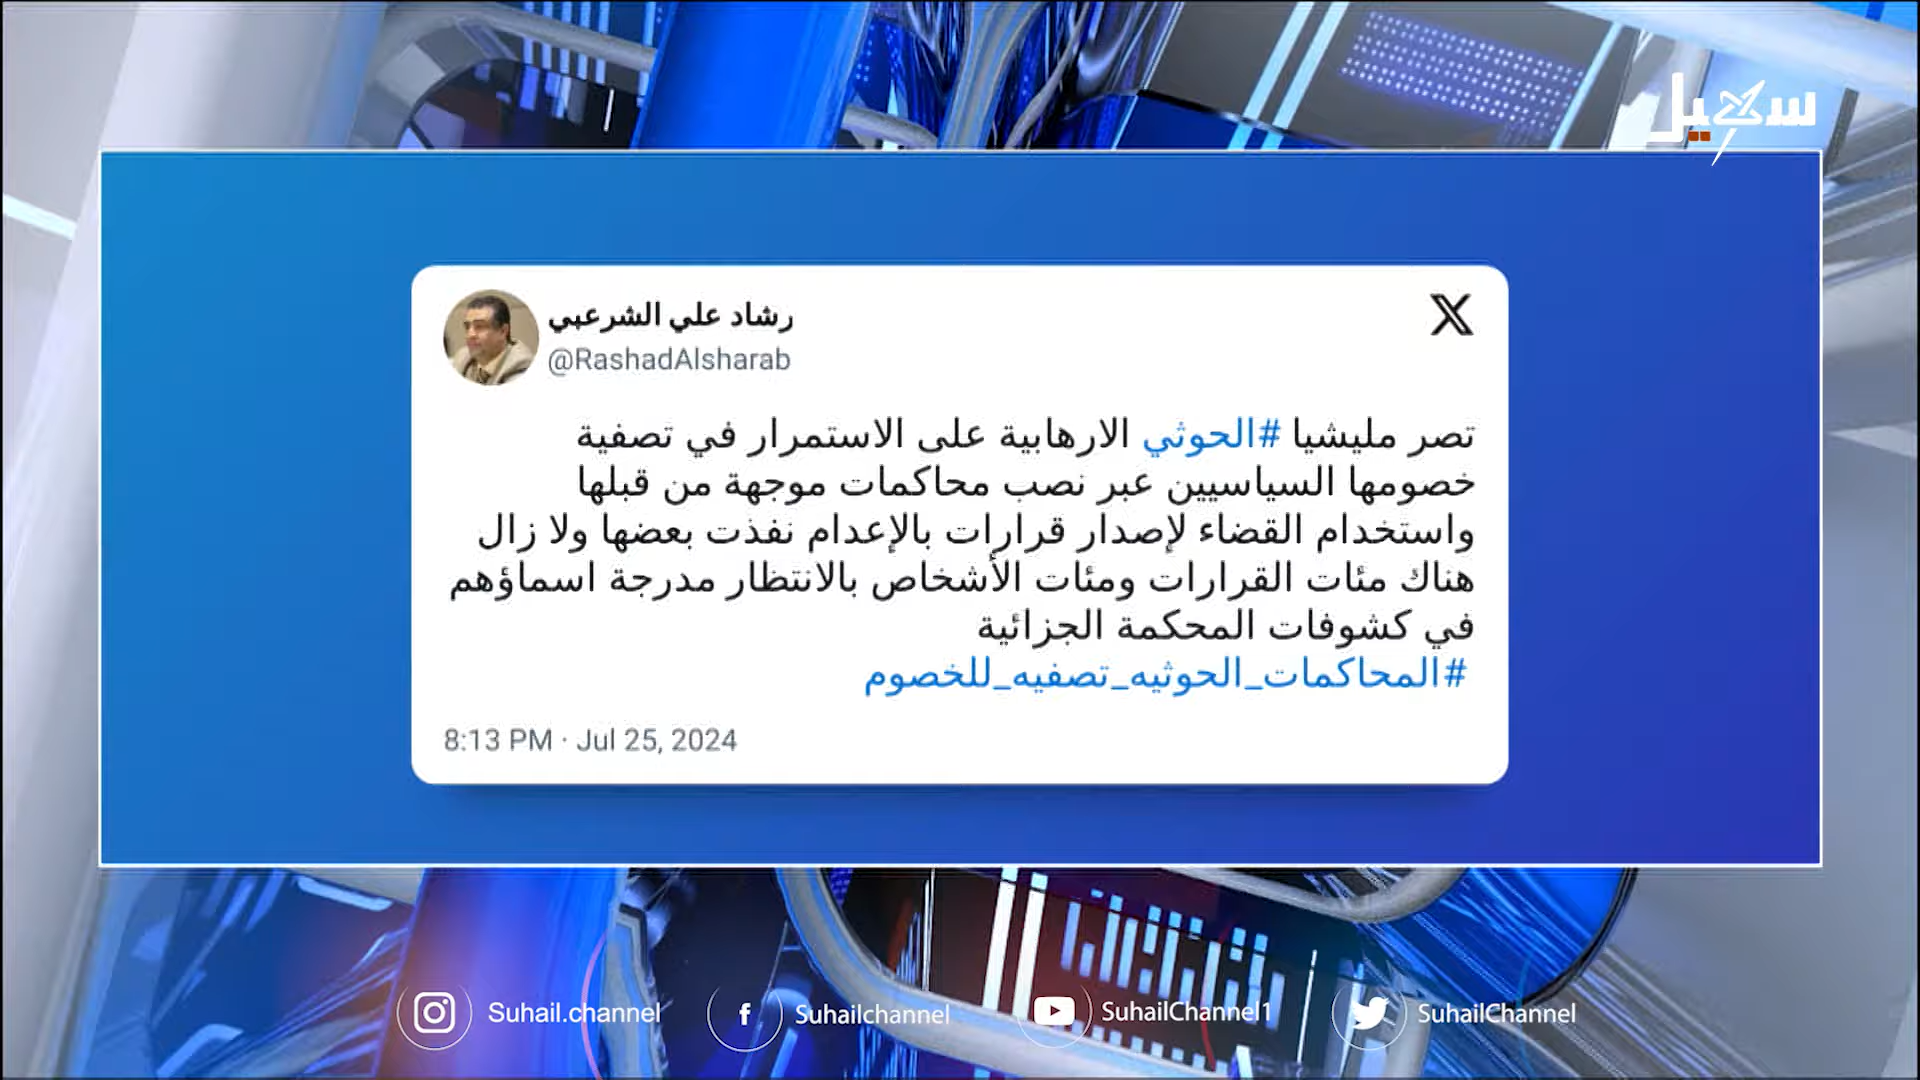 سهيل
رشاد علي الشرعبي
@RashadAlsharab
تصر مليشيا #الحوثي الارهابية على الاستمرار في تصفية
خصومها السياسيين عبر نصب محاكمات موجهة من قبلها
واستخدام القضاء لإصدار قرارات بالإعدام نفذت بعضها ولا زال
هناك مئات القرارات ومئات الأشخاص بالانتظار مدرجة اسماؤهم
في كشوفات المحكمة الجزائية
#المحاكمات_الحوثيه_تصفيه_للخصوم
8:13 PM · Jul 25, 2024
Suhail.channel
Suhailchannel
SuhailChannel1
SuhailChannel